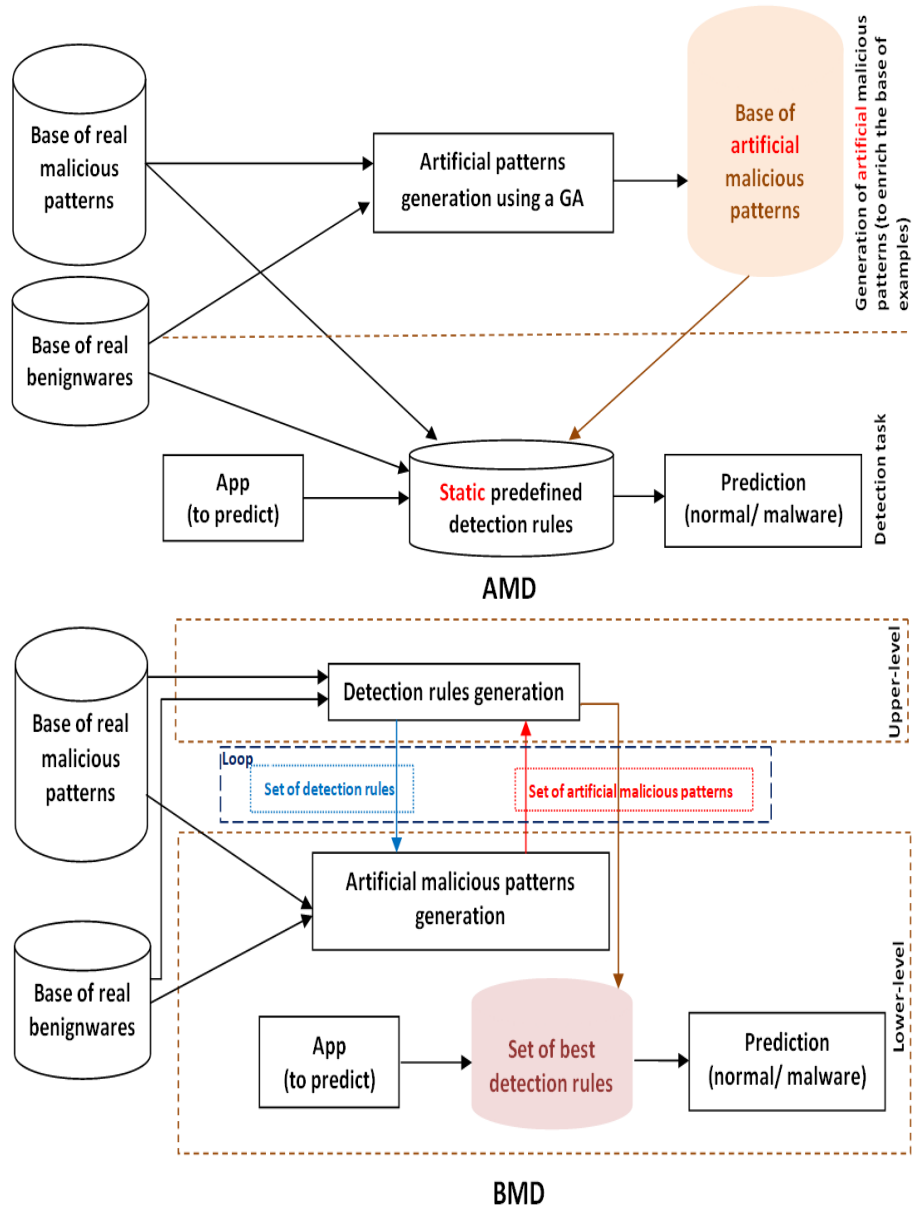 Base of real
malicious
patterns
Artificial patterns
generation using a GA
Base of
artificial
malicious
patterns
Generation of artificial malicious
patterns (to enrich the base of
examples)
Base of real
benignwares
App
(to predict)
Static predefined
detection rules
Prediction
(normal/ malware)
Detection task
AMD
Base of real
malicious
patterns
Detection rules generation
Upper-level
Loop
Set of detection rules
Set of artificial malicious patterns
Artificial malicious patterns
generation
Base of real
benignwares
App
(to predict)
Set of best
detection rules
Prediction
(normal/ malware)
Lower-level
BMD